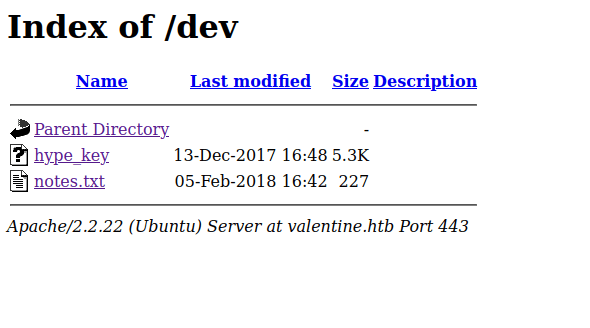 Index of /dev
Name Last modified Size Description
Parent Directory -
hype_key 13-Dec-2017 16:48 5.3K
notes.txt 05-Feb-2018 16:42 227
Apache/2.2.22 (Ubuntu) Server at valentine.htb Port 443